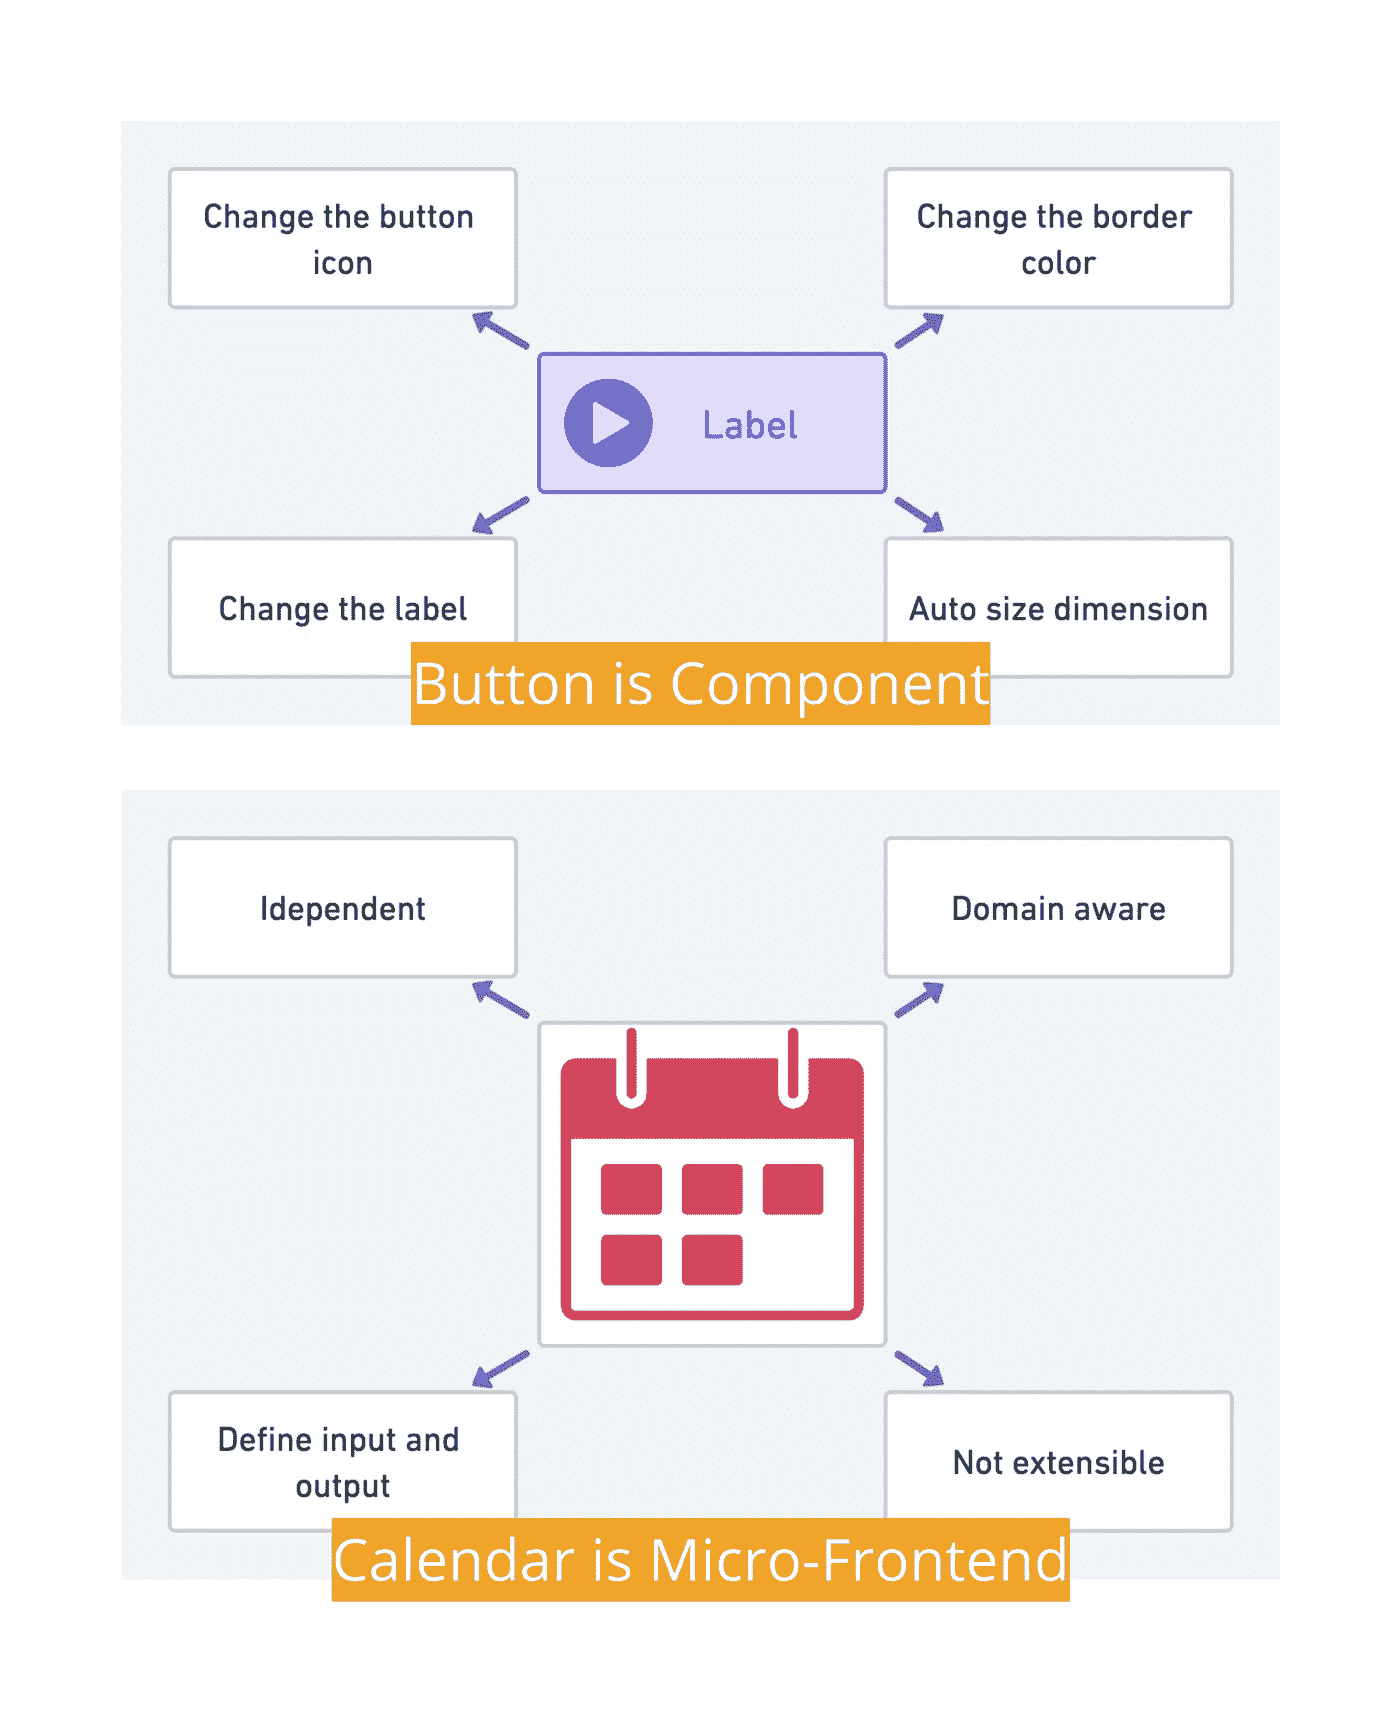 Change the button
icon
Change the border
color
Label
Change the label
Auto size dimension
Button is Component
Idependent
Domain aware
Define input and
output
Not extensible
Calendar is Micro-Frontend